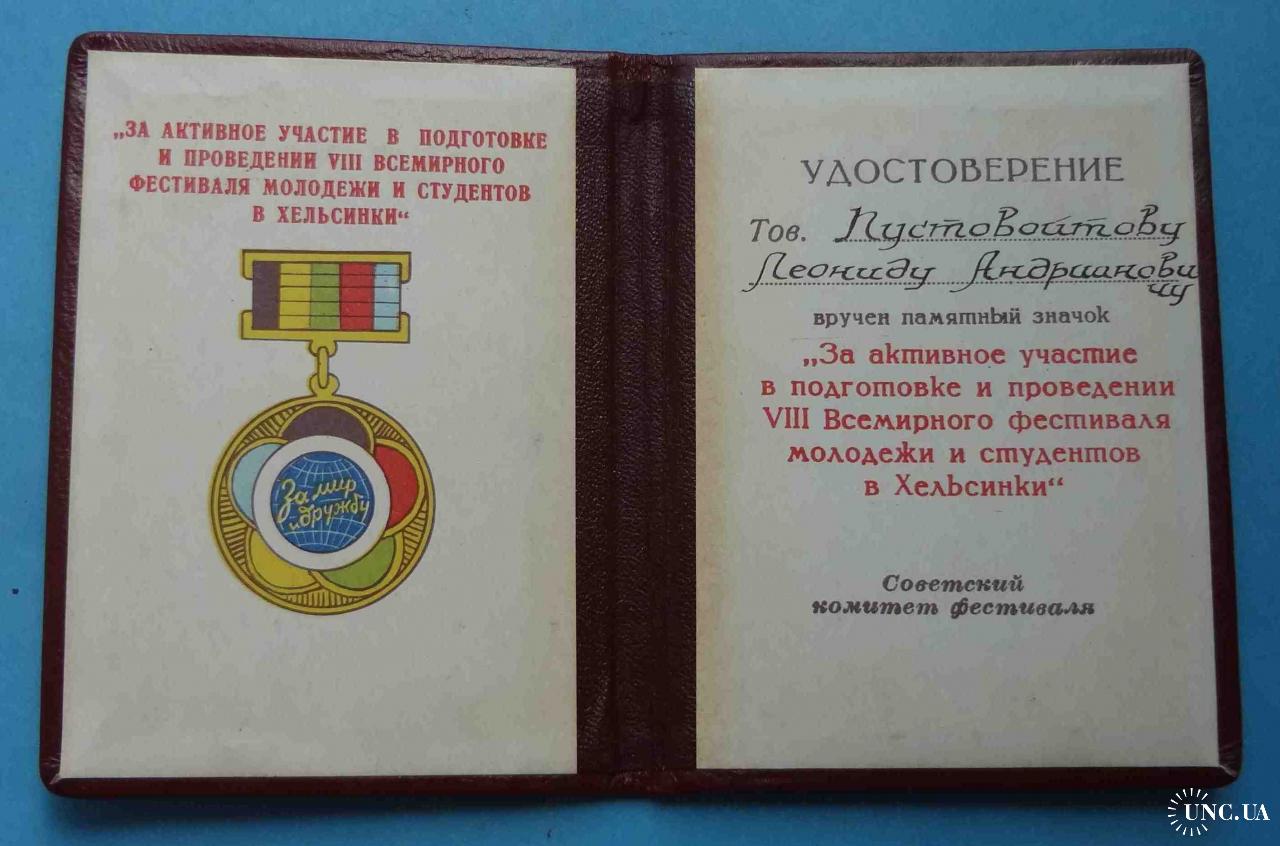 „ЗА АКТИВНОЕ УЧАСТИЕ В ПОДГОТОВКЕ
И ПРОВЕДЕНИИ VIII ВСЕМИРНОГО
ФЕСТИВАЛЯ МОЛОДЕЖИ И СТУДЕНТОВ
В ХЕЛЬСИНКИ“
За мир
и дружбу
УДОСТОВЕРЕНИЕ
Тов. Пустовойтову
Леониду Андрианови
чу
вручен памятный значок
„За активное участие
в подготовке и проведении
VIII Всемирного фестиваля
молодежи и студентов
в Хельсинки“
Советский
комитет фестиваля
UNC.UA